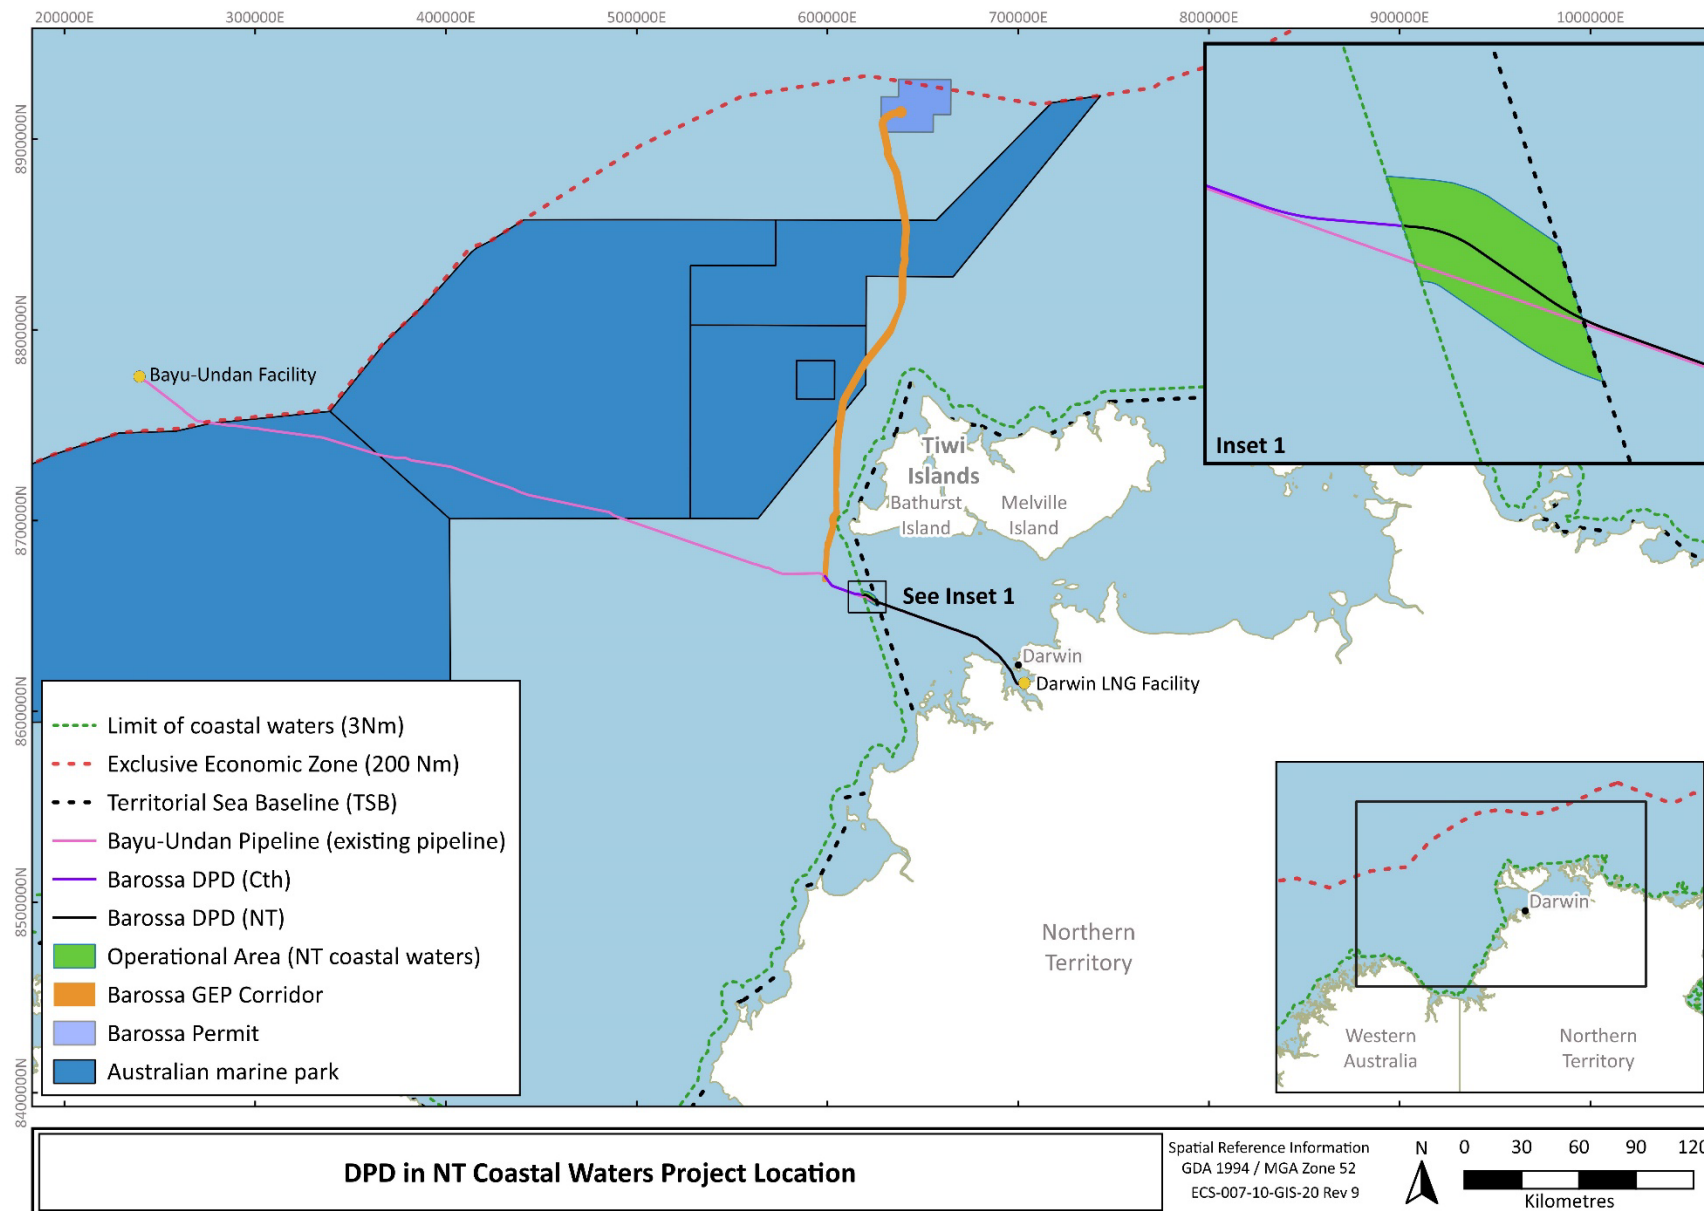 200000E 300000E 400000E 500000E 600000E 700000E 800000E 900000E 1000000E
8900000N
8800000N
8700000N
8600000N
8500000N
8400000N
Inset 1
Bayu-Undan Facility
Tiwi
Islands
Bathurst
Island
Melville
Island
See Inset 1
Darwin
Darwin LNG Facility
Northern
Territory
Limit of coastal waters (3Nm)
Exclusive Economic Zone (200 Nm)
Territorial Sea Baseline (TSB)
Bayu-Undan Pipeline (existing pipeline)
Barossa DPD (Cth)
Barossa DPD (NT)
Operational Area (NT coastal waters)
Barossa GEP Corridor
Barossa Permit
Australian marine park
Darwin
Western
Australia
Northern
Territory
DPD in NT Coastal Waters Project Location
Spatial Reference Information
GDA 1994 / MGA Zone 52
ECS-007-10-GIS-20 Rev 9
N
0 30 60 90 120
Kilometres